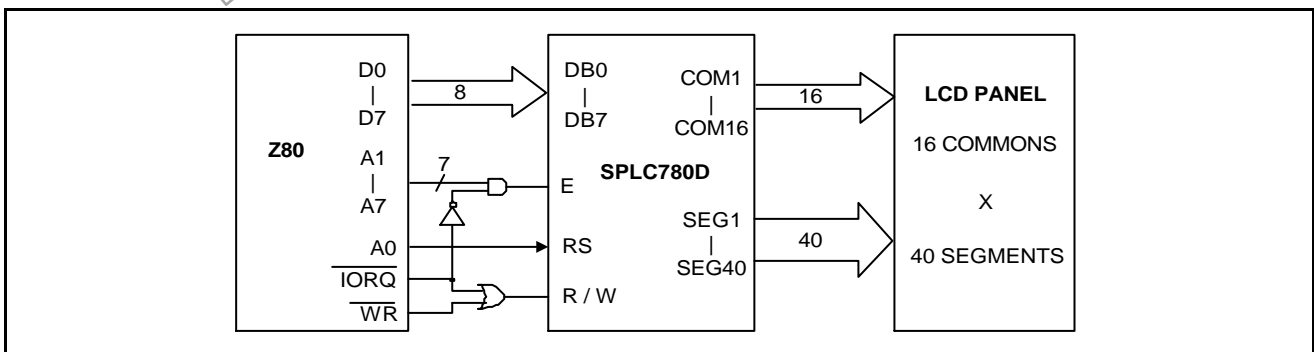 Z80
D0
|
D7
A1
|
A7
A0
IORQ
WR
8
7
DB0
|
DB7
E
RS
R / W
SPLC780D
COM1
|
COM16
SEG1
|
SEG40
16
40
LCD PANEL
16 COMMONS
X
40 SEGMENTS